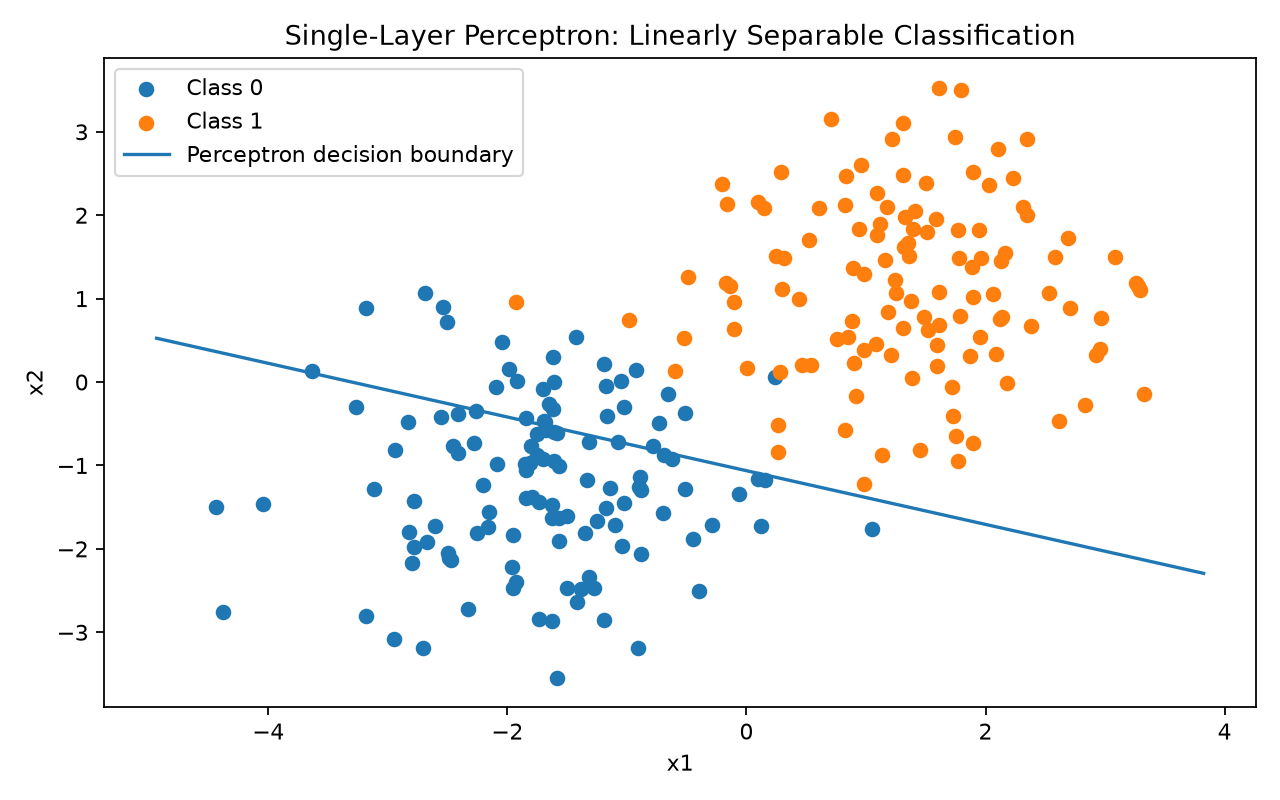 Single-Layer Perceptron: Linearly Separable Classification
Class 0
Class 1
Perceptron decision boundary
x2
3
2
1
0
−1
−2
−3
−4
−2
0
2
4
x1